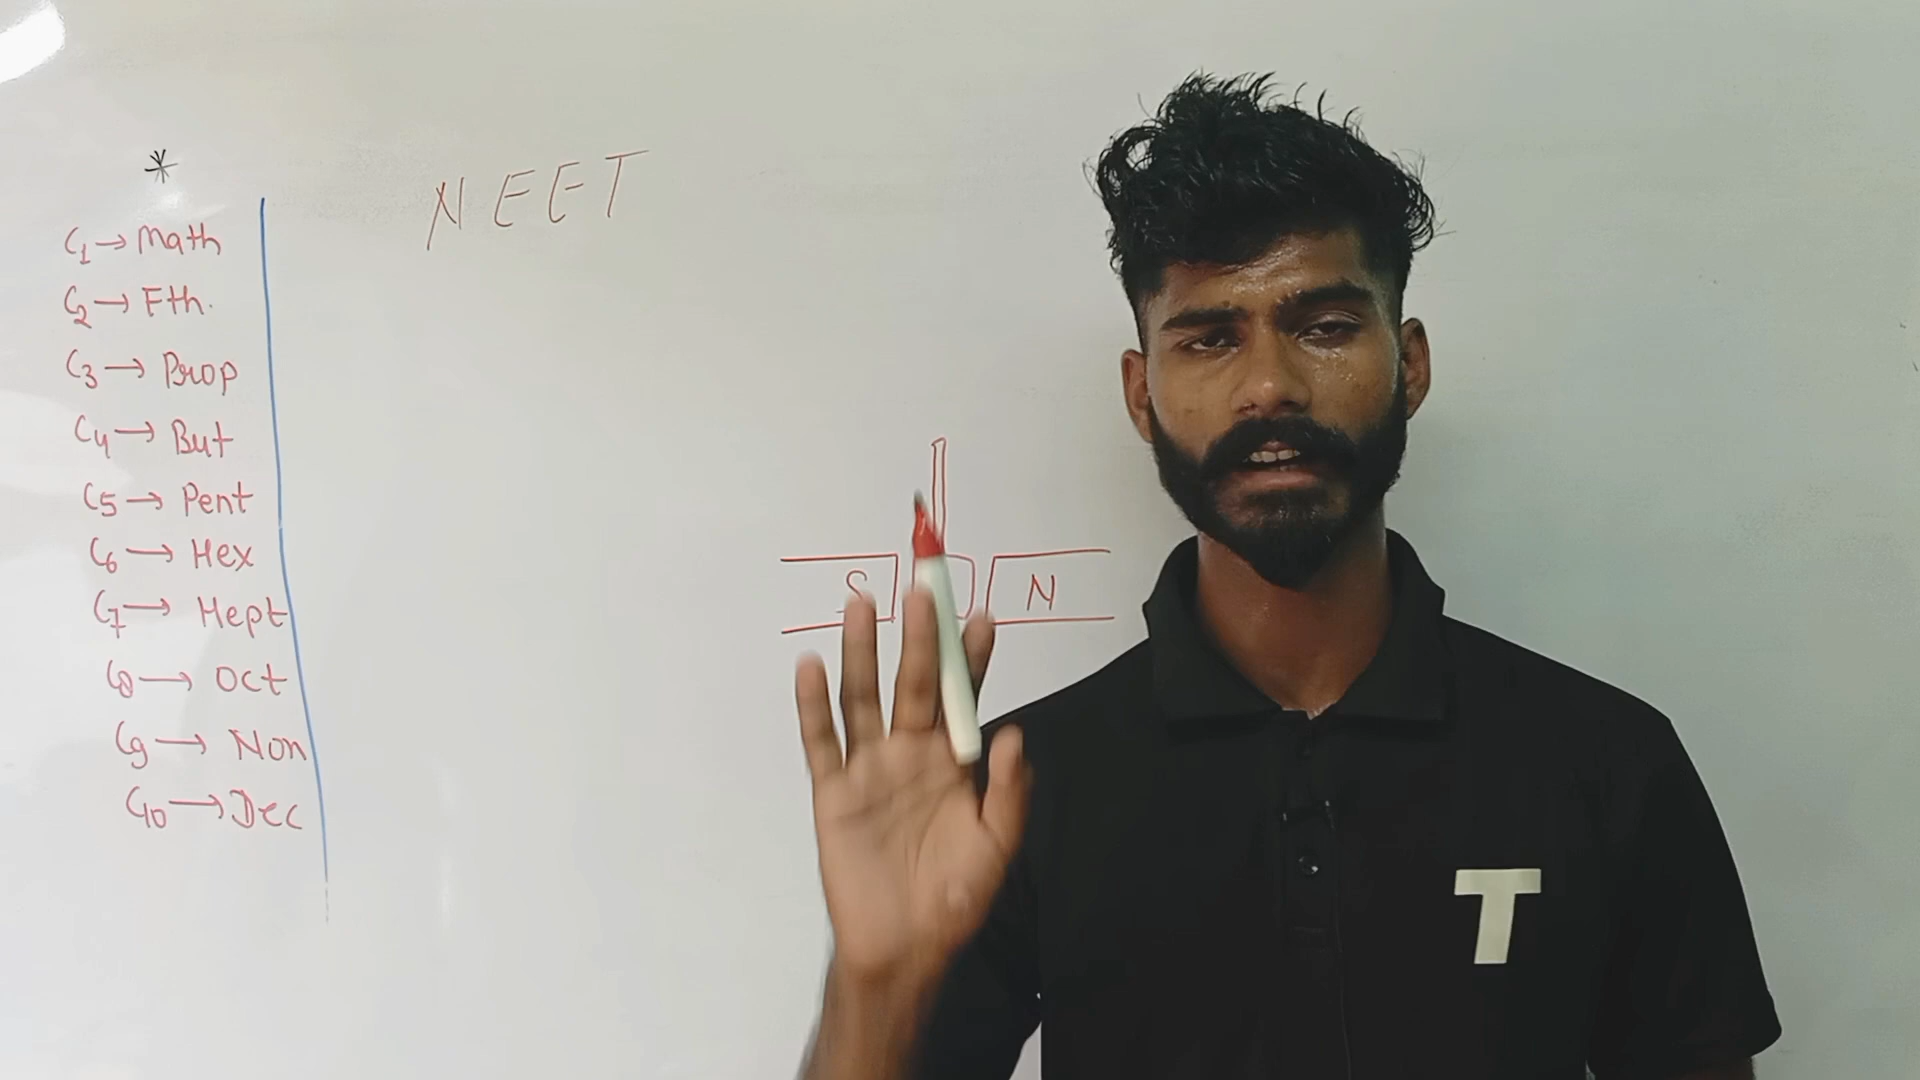 *
NEET
C1 → Math
C2 → Eth.
C3 → Prop
C4 → But
C5 → Pent
C6 → Hex
C7 → Hept
C8 → Oct
C9 → Non
C10 → Dec
S N
T